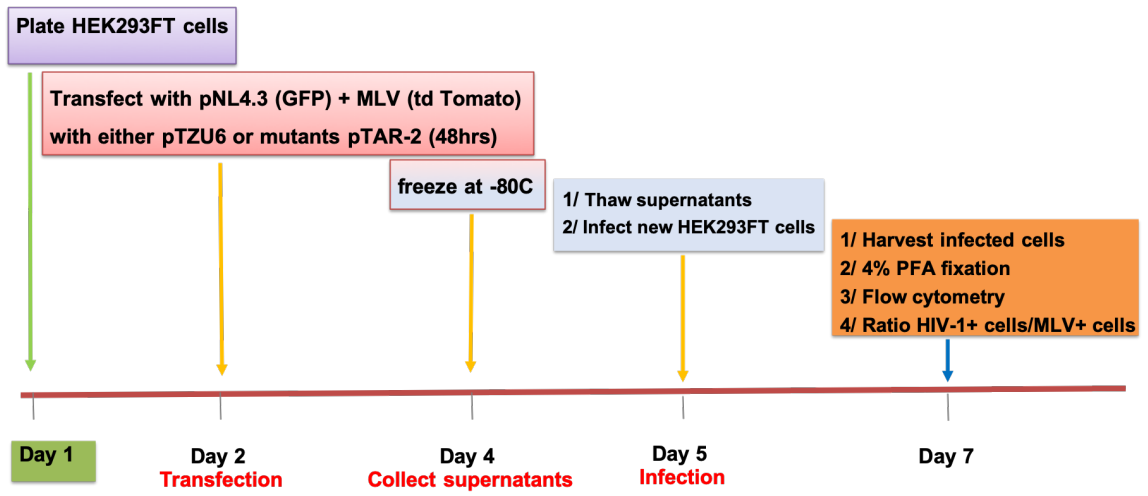 Plate HEK293FT cells
Transfect with pNL4.3 (GFP) + MLV (td Tomato)
with either pTZU6 or mutants pTAR-2 (48hrs)
freeze at -80C
1/ Thaw supernatants
2/ Infect new HEK293FT cells
1/ Harvest infected cells
2/ 4% PFA fixation
3/ Flow cytometry
4/ Ratio HIV-1+ cells/MLV+ cells
Day 1
Day 2
Transfection
Day 4
Collect supernatants
Day 5
Infection
Day 7